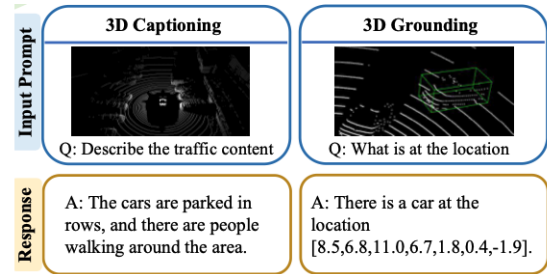 Input Prompt
3D Captioning
Q: Describe the traffic content
3D Grounding
Q: What is at the location
Response
A: The cars are parked in
rows, and there are people
walking around the area.
A: There is a car at the
location
[8.5,6.8,11.0,6.7,1.8,0.4,-1.9].